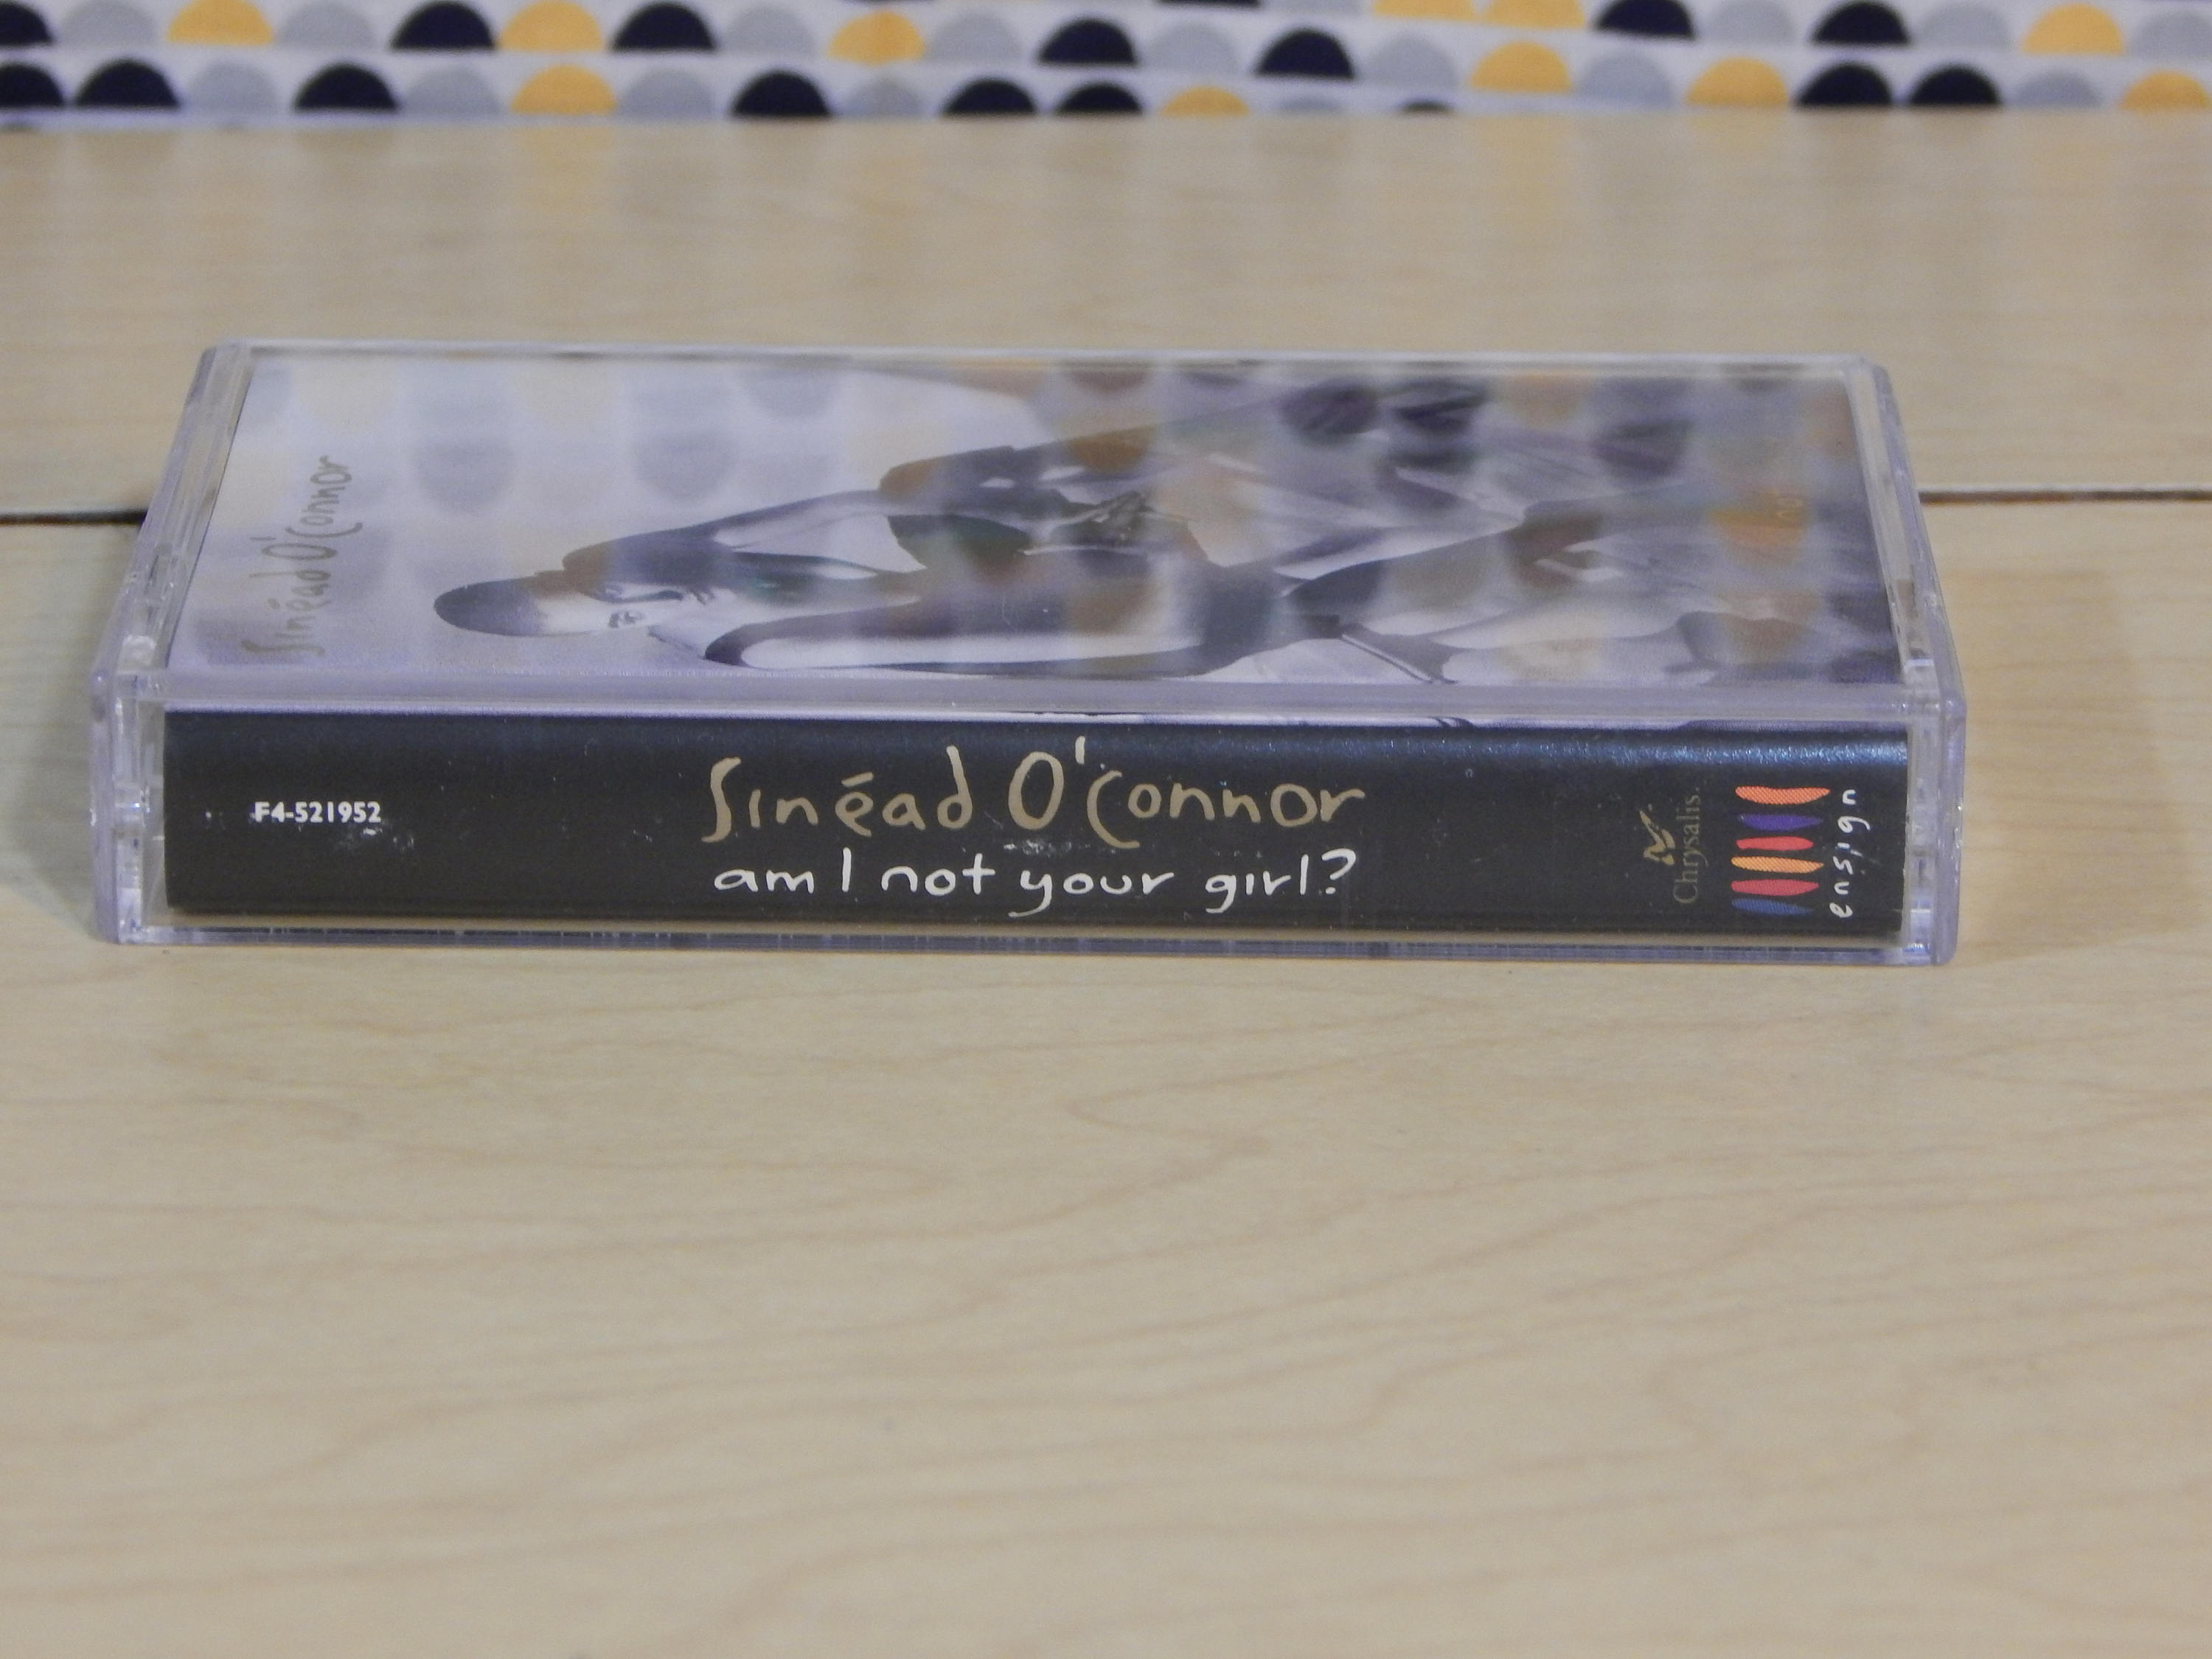 Sinéad O'Connor
F4-521952
Sinéad O'Connor
am I not your girl?
Chrysalis.
ensign